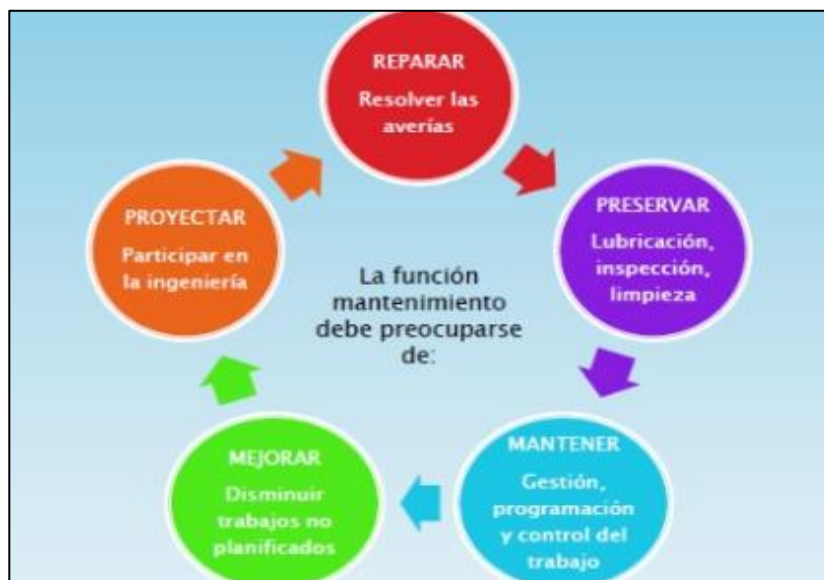 REPARAR
Resolver las
averías
PRESERVAR
Lubricación,
inspección,
limpieza
MANTENER
Gestión,
programación
y control del
trabajo
MEJORAR
Disminuir
trabajos no
planificados
PROYECTAR
Participar en
la ingeniería
La función
mantenimiento
debe preocuparse
de: